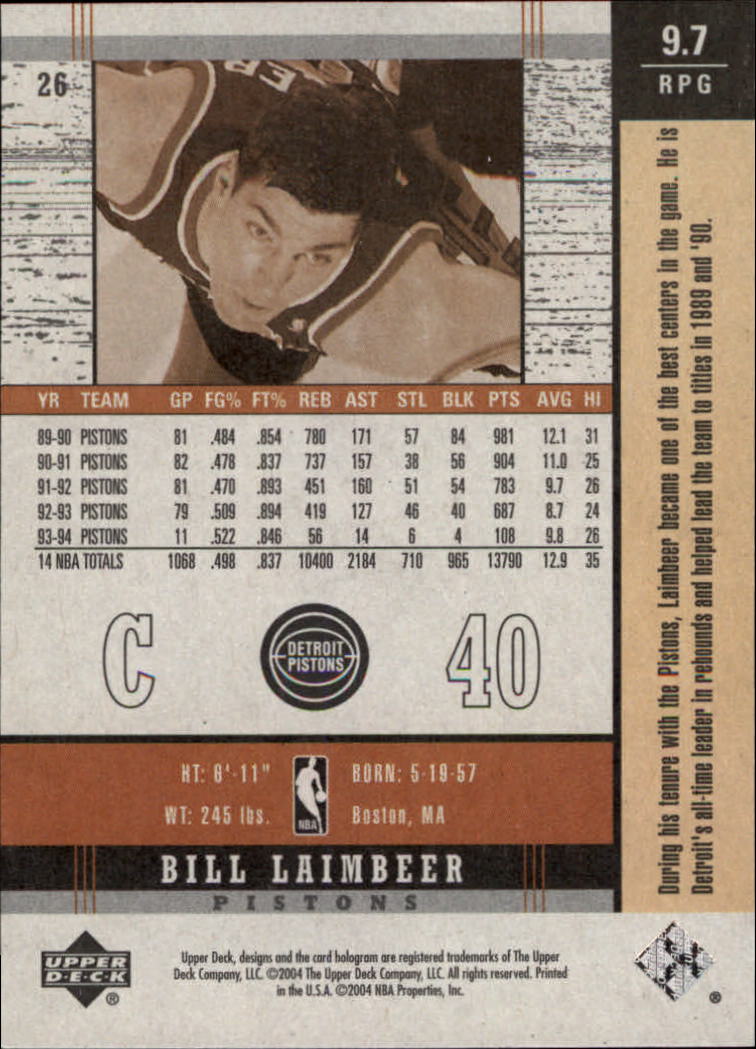 9.7
RPG
26
YR TEAM GP FG% FT% REB AST STL BLK PTS AVG HI
89-90 PISTONS 81 .484 .854 780 171 57 84 981 12.1 31
90-91 PISTONS 82 .478 .837 737 157 38 56 904 11.0 25
91-92 PISTONS 81 .470 .893 451 160 51 54 783 9.7 26
92-93 PISTONS 79 .509 .894 419 127 46 40 687 8.7 24
93-94 PISTONS 11 .522 .846 56 14 6 4 108 9.8 26
14 NBA TOTALS 1068 .498 .837 10400 2184 710 965 13790 12.9 35
C
DETROIT
PISTONS
40
HT: 6'-11" BORN: 5-19-57
WT: 245 lbs. Boston, MA
NBA
BILL LAIMBEER
PISTONS
During his tenure with the Pistons, Laimbeer became one of the best centers in the game. He is
Detroit's all-time leader in rebounds and helped lead the team to titles in 1989 and '90.
UPPER
D·E·C·K
®
Upper Deck, designs and the card hologram are registered trademarks of The Upper
Deck Company, LLC. ©2004 The Upper Deck Company, LLC. All rights reserved. Printed
in the U.S.A. ©2004 NBA Properties, Inc.
®